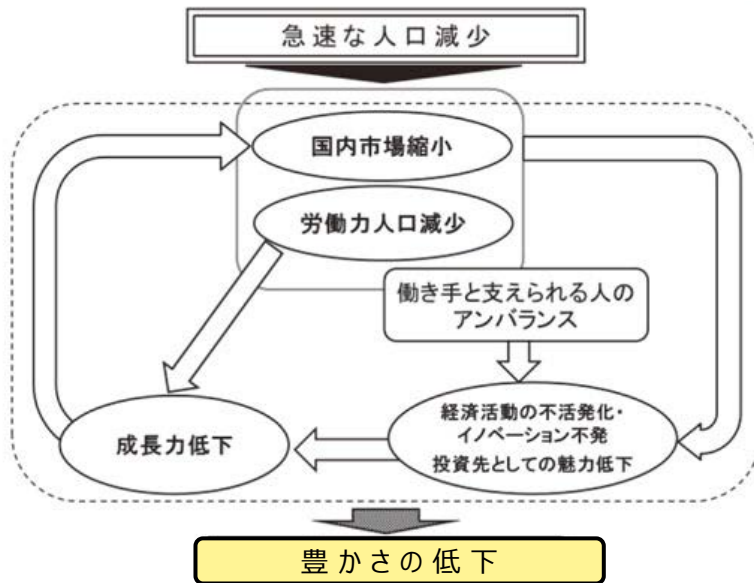 急速な人口減少
国内市場縮小
労働力人口減少
働き手と支えられる人の
アンバランス
経済活動の不活発化・
イノベーション不発
投資先としての魅力低下
成長力低下
豊かさの低下